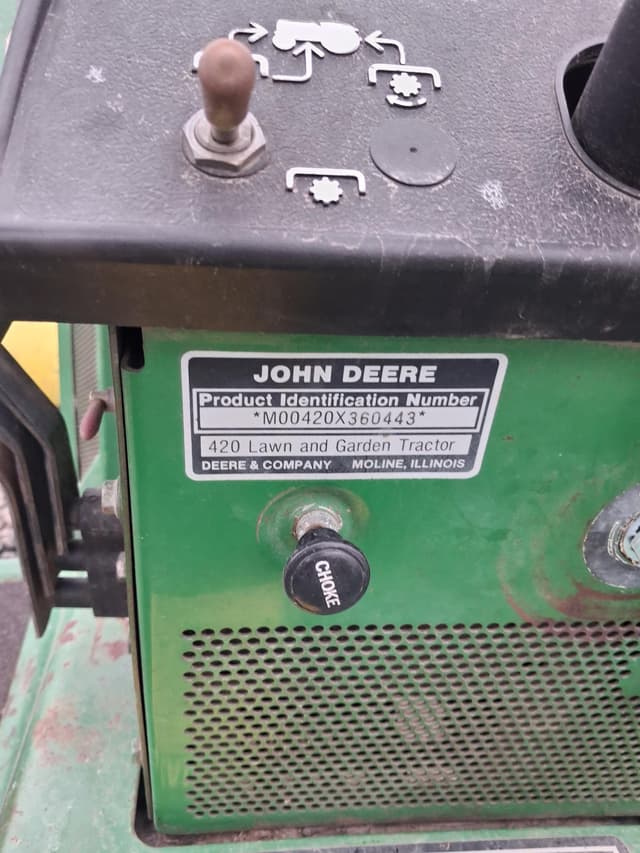 JOHN DEERE
Product Identification Number
*M00420X360443*
420 Lawn and Garden Tractor
DEERE & COMPANY MOLINE, ILLINOIS
CHOKE